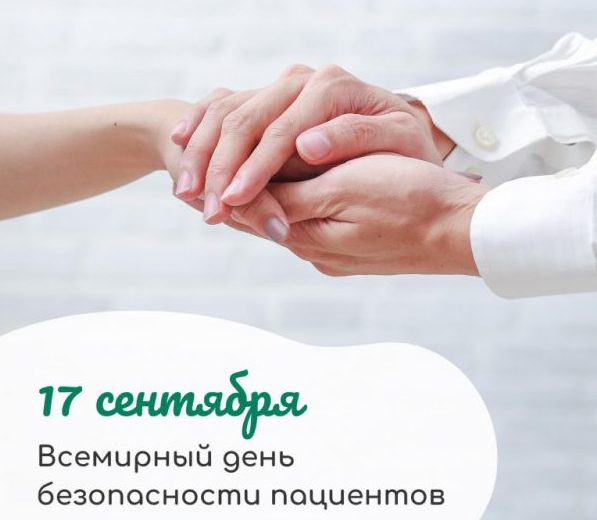 17 сентября
Всемирный день
безопасности пациентов